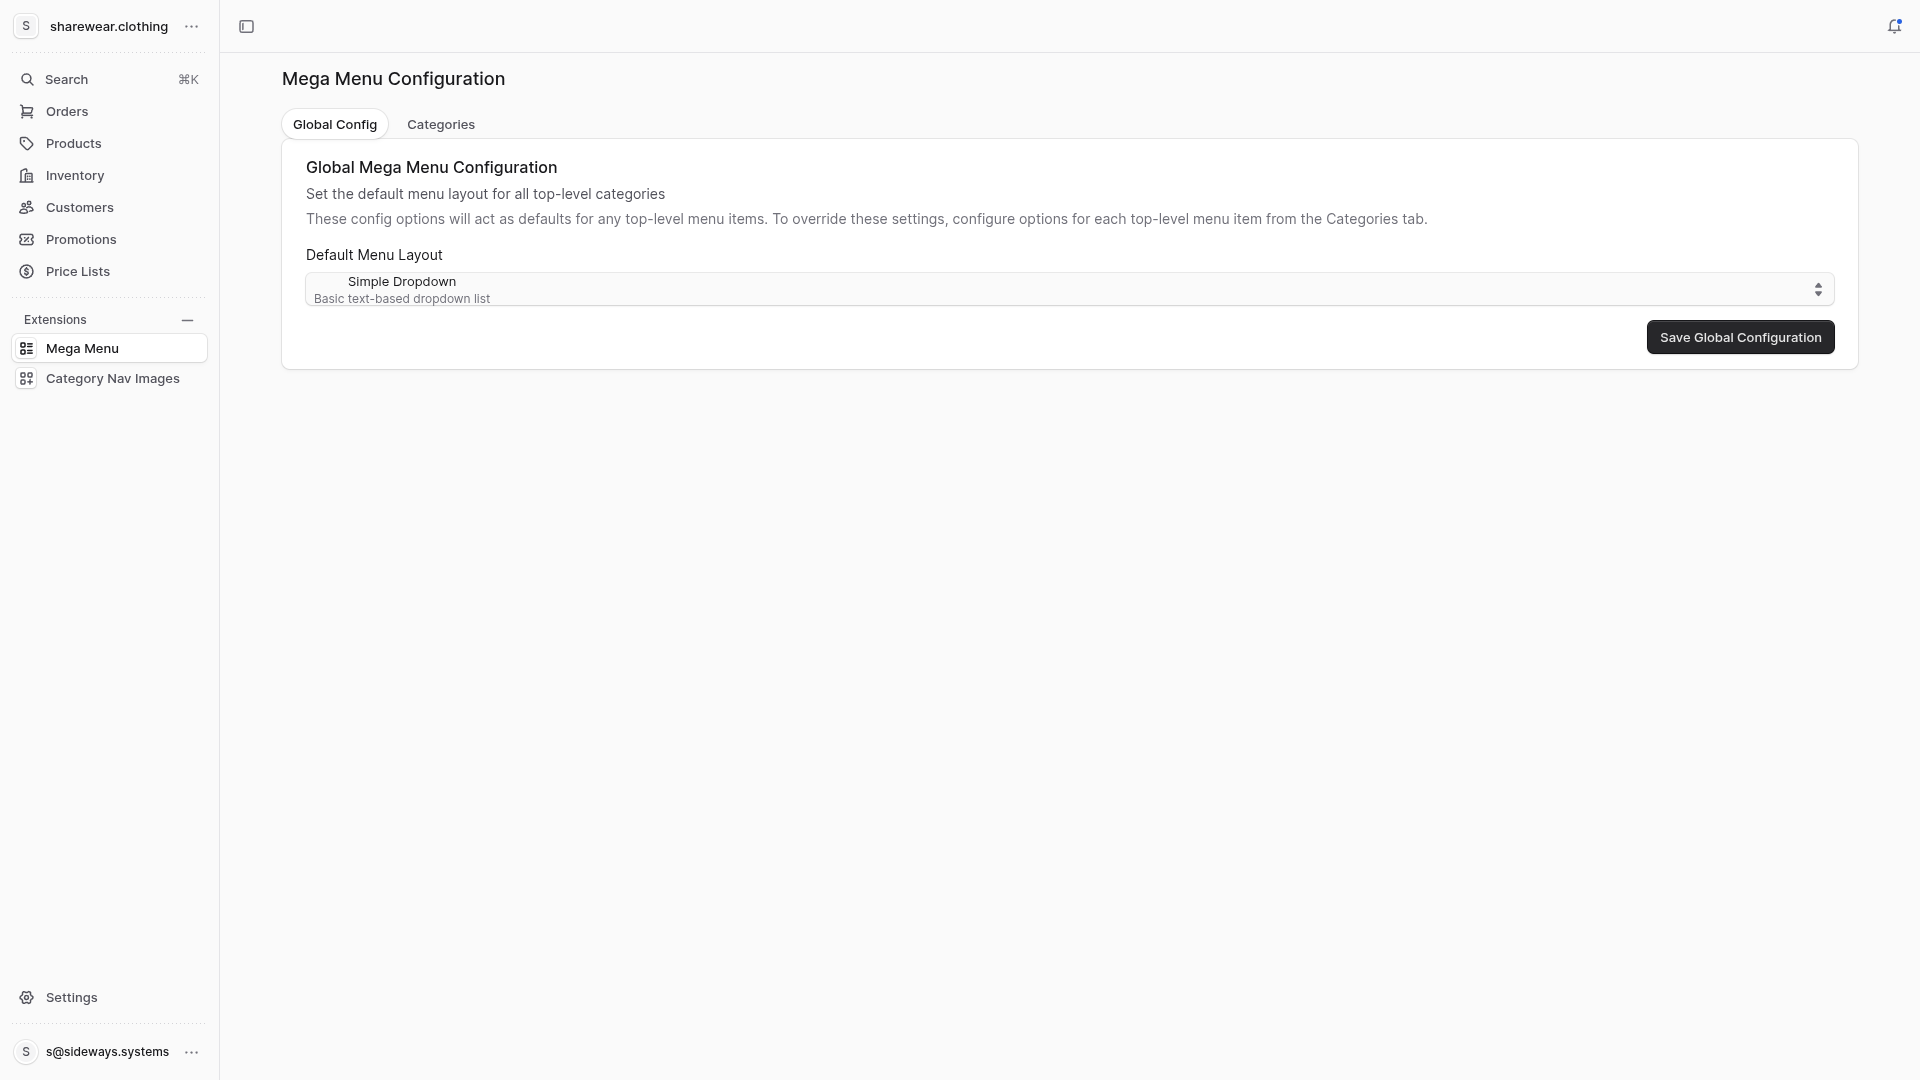 S sharewear.clothing
Search ⌘K
Orders
Products
Inventory
Customers
Promotions
Price Lists
Extensions
Mega Menu
Category Nav Images
Settings
S s@sideways.systems
Mega Menu Configuration
Global Config Categories
Global Mega Menu Configuration
Set the default menu layout for all top-level categories
These config options will act as defaults for any top-level menu items. To override these settings, configure options for each top-level menu item from the Categories tab.
Default Menu Layout
Simple Dropdown
Basic text-based dropdown list
Save Global Configuration